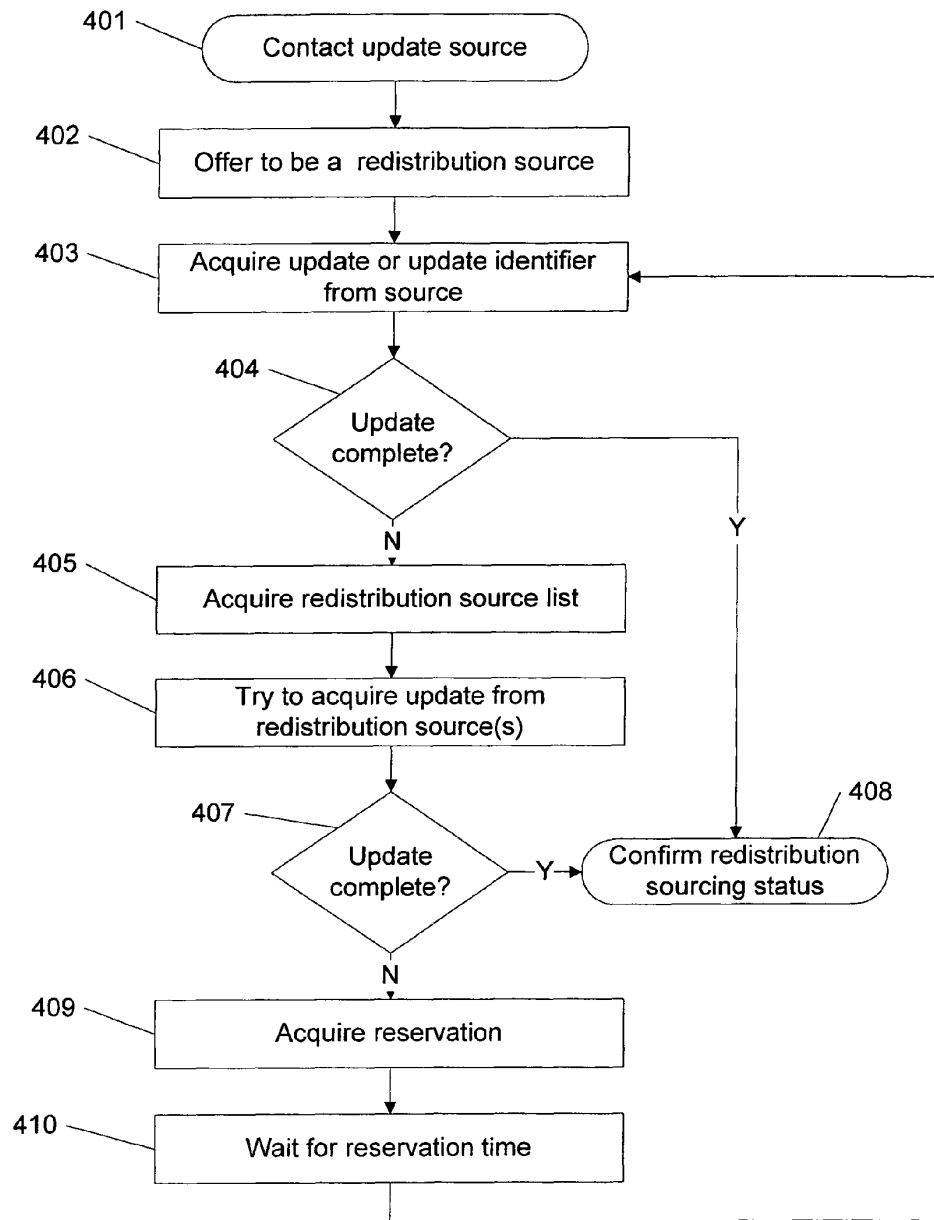 401
Contact update source
402
Offer to be a redistribution source
403
Acquire update or update identifier
from source
404
Update
complete?
Y
N
405
Acquire redistribution source list
406
Try to acquire update from
redistribution source(s)
407
408
Update
complete?
Y
Confirm redistribution
sourcing status
N
409
Acquire reservation
410
Wait for reservation time